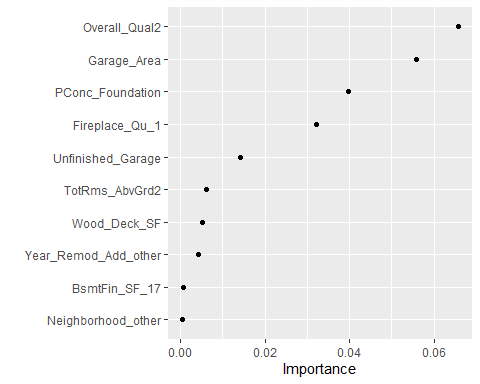 Overall_Qual2
Garage_Area
PConc_Foundation
Fireplace_Qu_1
Unfinished_Garage
TotRms_AbvGrd2
Wood_Deck_SF
Year_Remod_Add_other
BsmtFin_SF_17
Neighborhood_other
0.00 0.02 0.04 0.06
Importance